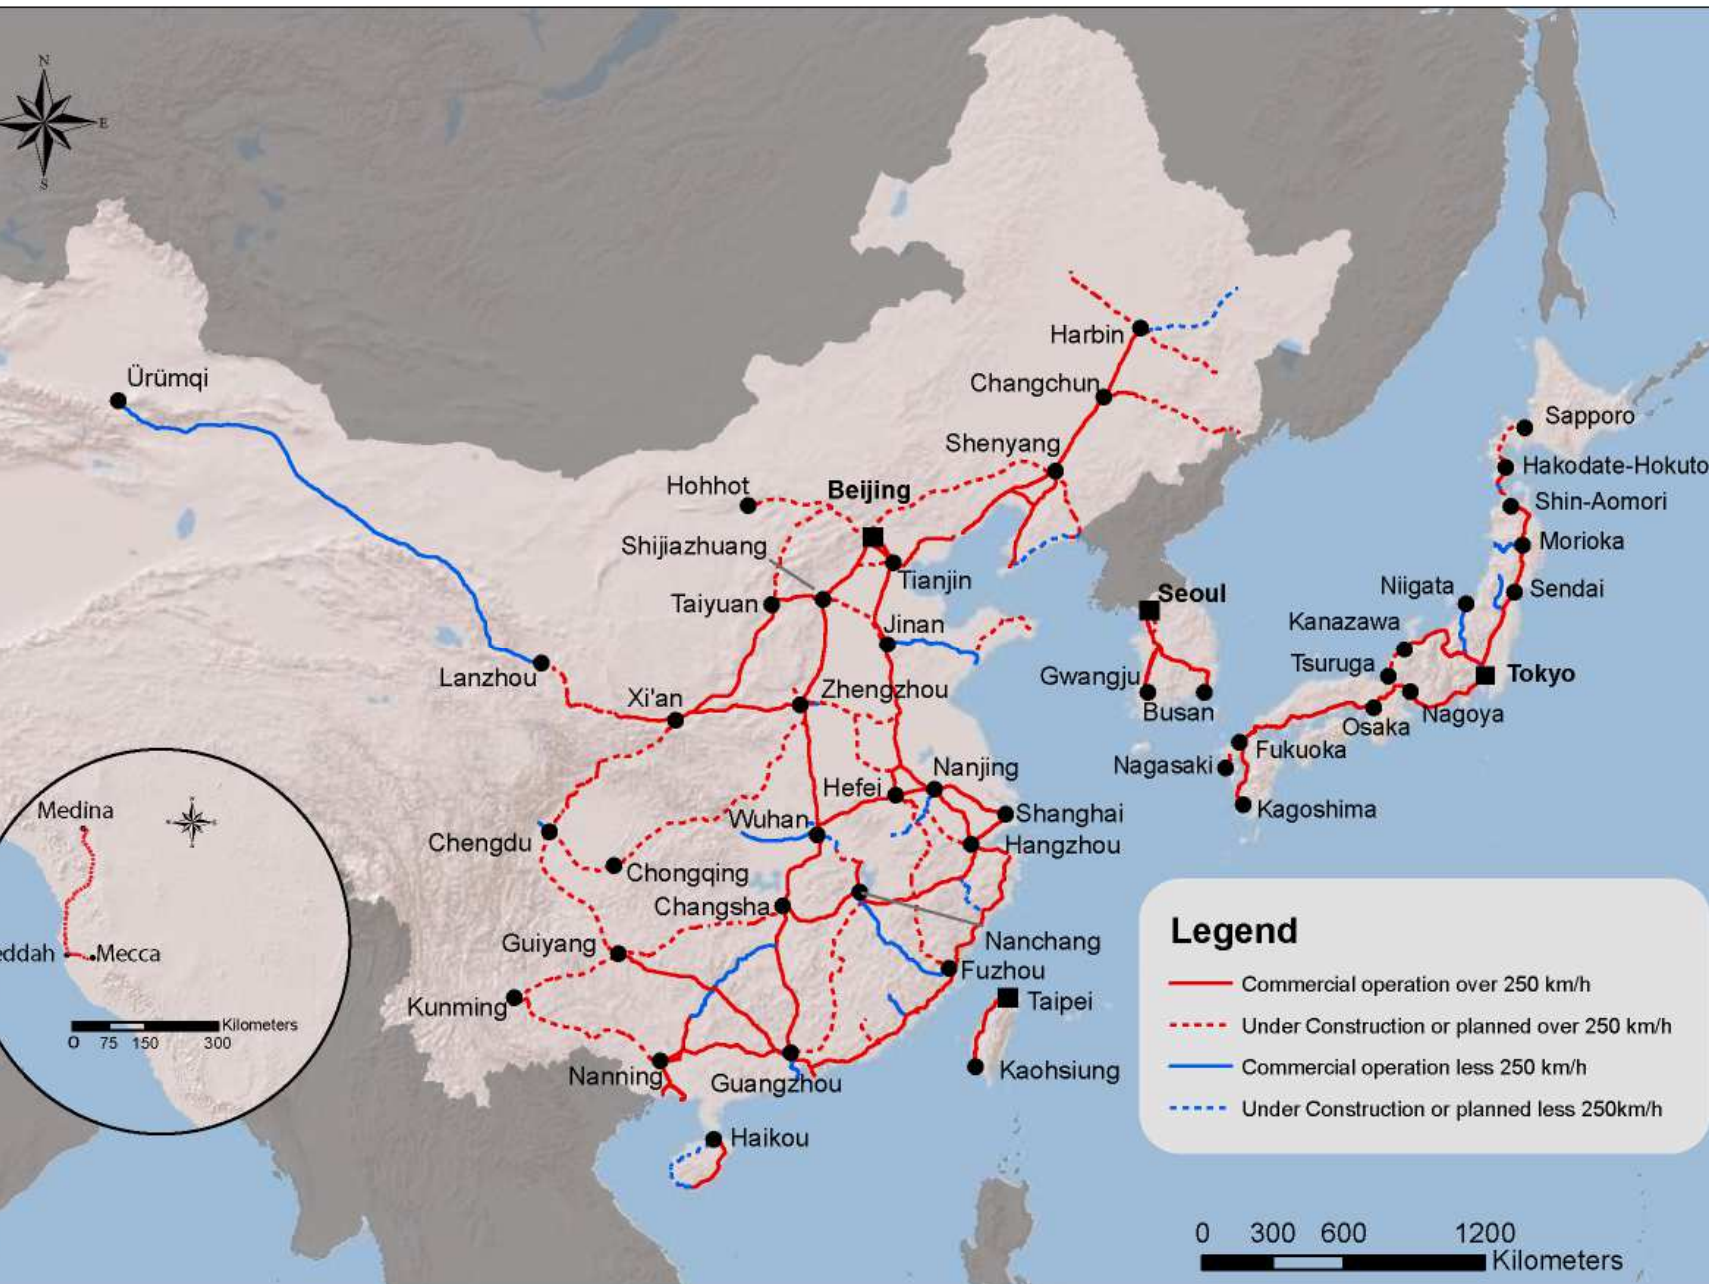 N
E
S
Harbin
Changchun
Ürümqi
Shenyang
Sapporo
Hakodate-Hokuto
Hohhot
Beijing
Shin-Aomori
Shijiazhuang
Morioka
Tianjin
Niigata
Seoul
Sendai
Taiyuan
Kanazawa
Jinan
Tsuruga
Tokyo
Lanzhou
Gwangju
Xi'an
Zhengzhou
Busan
Nagoya
Osaka
Fukuoka
Nagasaki
Nanjing
Hefei
Kagoshima
Shanghai
Wuhan
Medina
Chengdu
Hangzhou
Chongqing
Changsha
Legend
Nanchang
Guiyang
eddah
Mecca
Fuzhou
Commercial operation over 250 km/h
Taipei
Kunming
Under Construction or planned over 250 km/h
Kilometers
0 75 150 300
Commercial operation less 250 km/h
Kaohsiung
Nanning
Guangzhou
Under Construction or planned less 250km/h
Haikou
0 300 600 1200
Kilometers